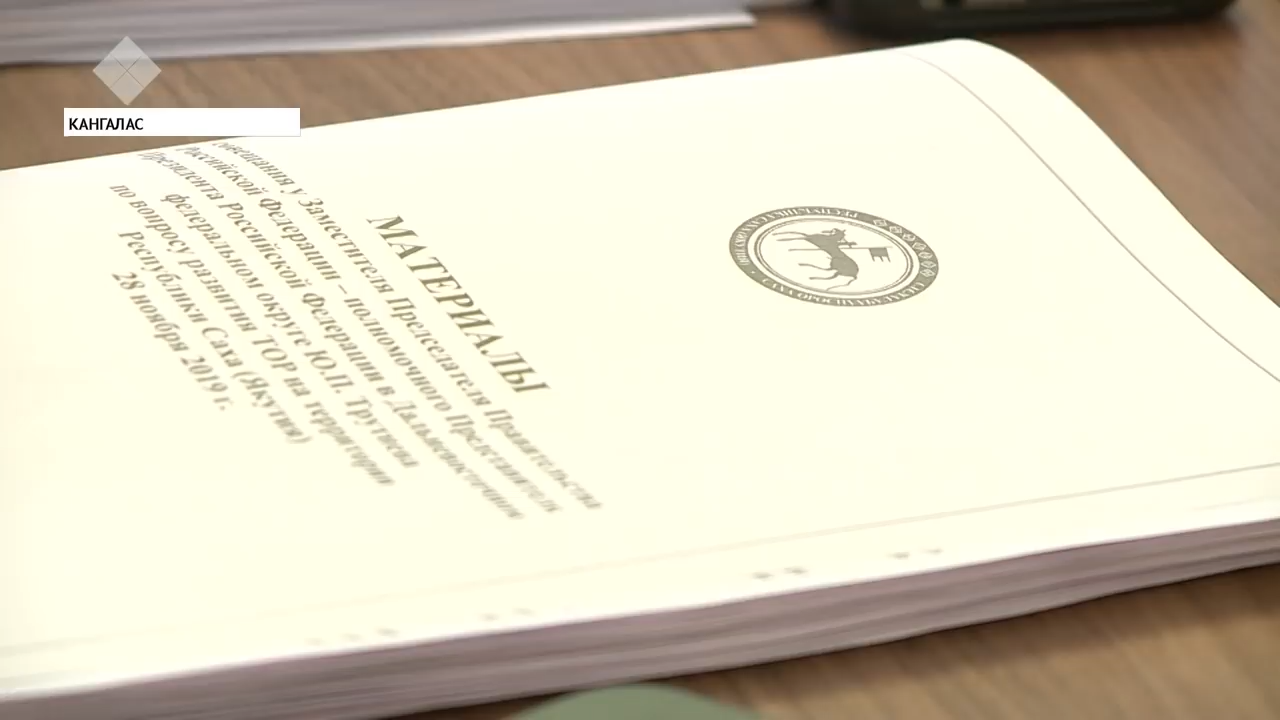 КАНГАЛАС
МАТЕРИАЛЫ
совещания у Заместителя Председателя Правительства
Российской Федерации – полномочного Представителя
Президента Российской Федерации в Дальневосточном
федеральном округе Ю.П. Трутнева
по вопросу развития ТОР на территории
Республики Саха (Якутия)
28 ноября 2019 г.